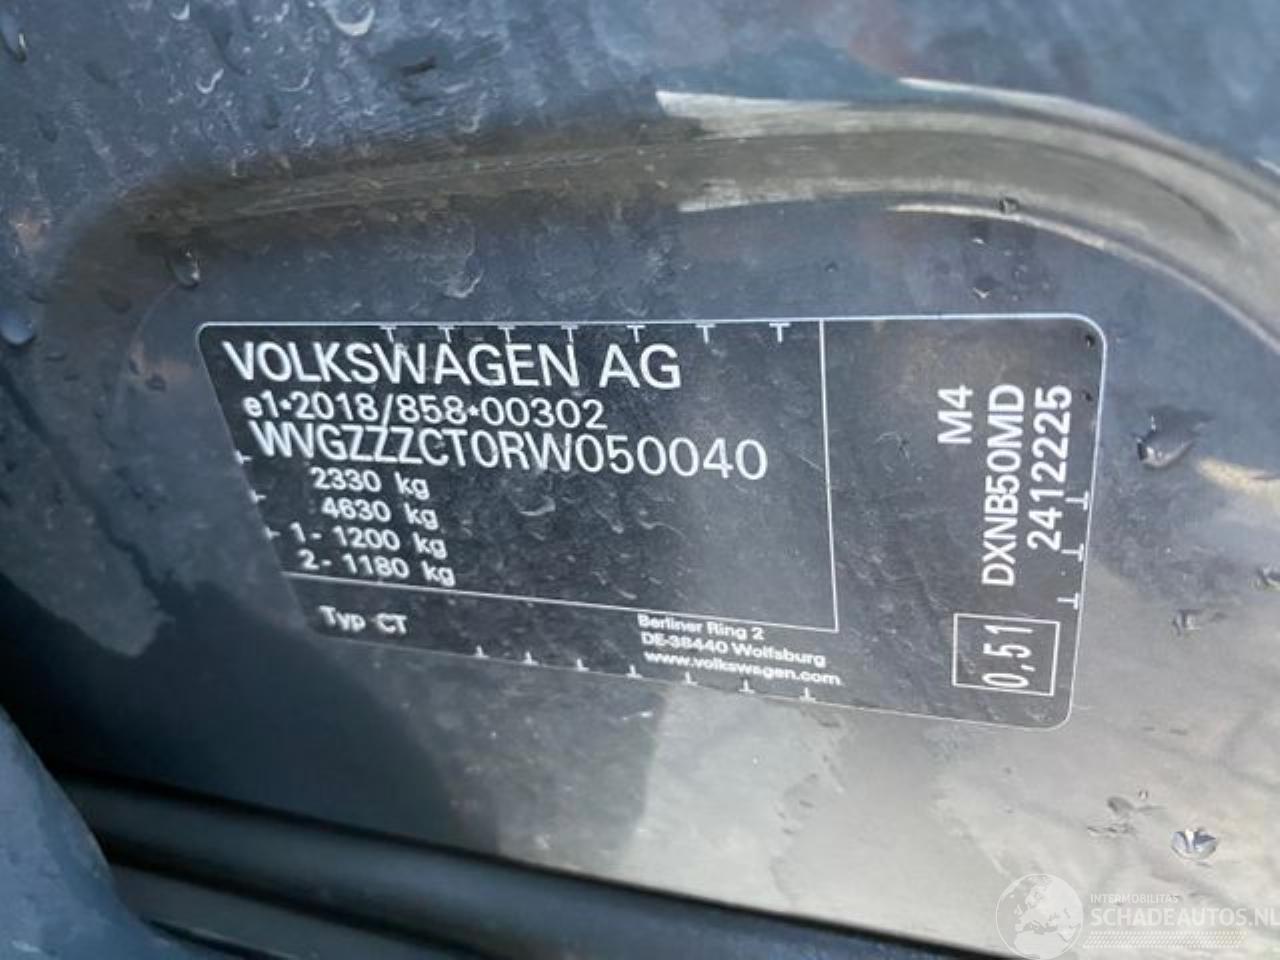 VOLKSWAGEN AG
e1*2018/858*00302
WVGZZZCT0RW050040
2330 kg
4630 kg
1- 1200 kg
2- 1180 kg
Typ CT
Berliner Ring 2
DE-38440 Wolfsburg
www.volkswagen.com
M4
DXNB50MD
2412225
0,51
INTERMOBILITAS
SCHADEAUTOS.NL